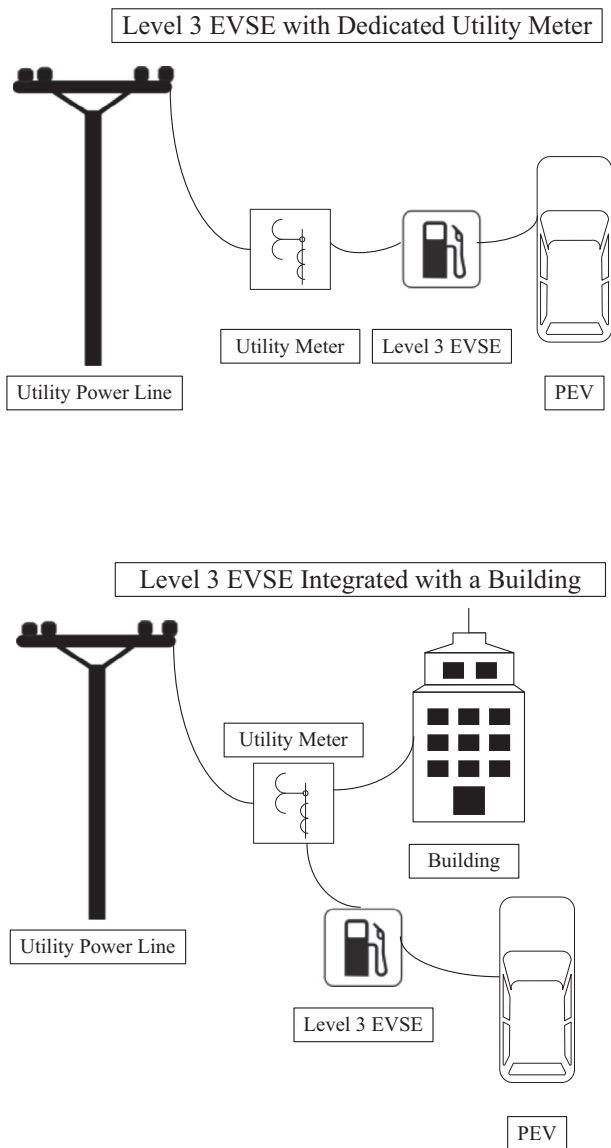 Level 3 EVSE with Dedicated Utility Meter
Utility Meter
Level 3 EVSE
Utility Power Line
PEV
Level 3 EVSE Integrated with a Building
Utility Meter
Building
Utility Power Line
Level 3 EVSE
PEV